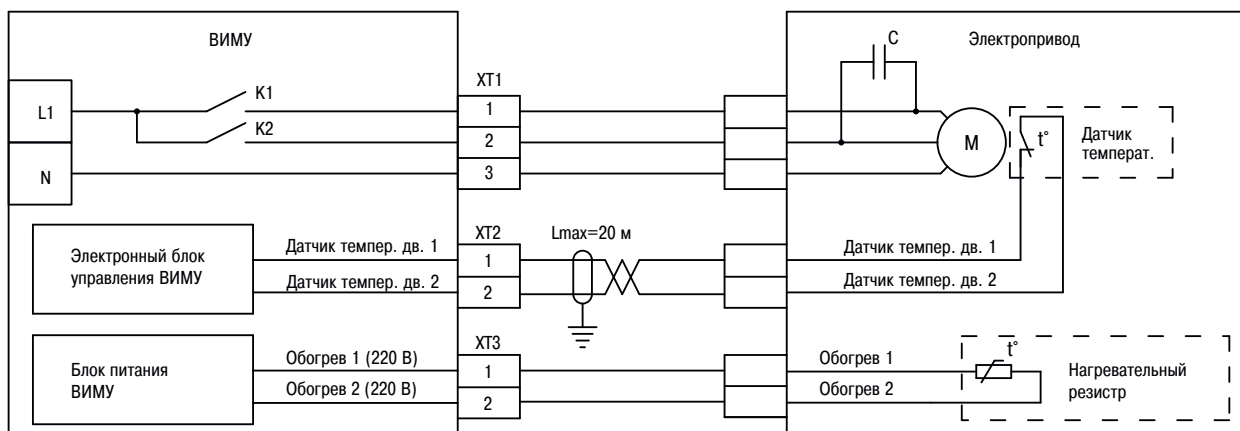 ВИМУ
Электропривод
C
L1
K1
K2
N
XT1
1
2
3
M
t°
Датчик
температ.
Электронный блок
управления ВИМУ
Датчик темпер. дв. 1
Датчик темпер. дв. 2
XT2
1
2
Lmax=20 м
Датчик темпер. дв. 1
Датчик темпер. дв. 2
Блок питания
ВИМУ
Обогрев 1 (220 В)
Обогрев 2 (220 В)
XT3
1
2
Обогрев 1
Обогрев 2
t°
Нагревательный
резистр